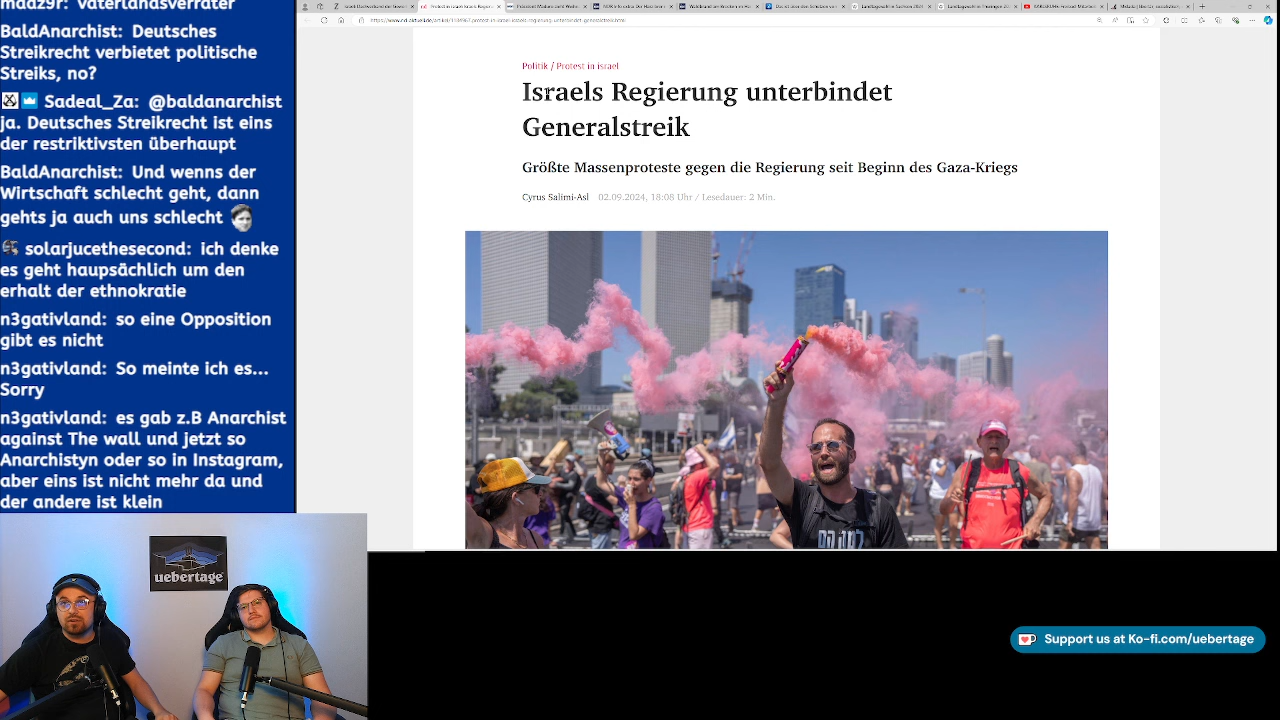 madz9r: Vaterlandsverräter
BaldAnarchist: Deutsches
Streikrecht verbietet politische
Streiks, no?
Sadeal_Za: @baldanarchist
ja. Deutsches Streikrecht ist eins
der restriktivsten überhaupt
BaldAnarchist: Und wenns der
Wirtschaft schlecht geht, dann
gehts ja auch uns schlecht
solarjucethesecond: ich denke
es geht haupsächlich um den
erhalt der ethnokratie
n3gativland: so eine Opposition
gibt es nicht
n3gativland: So meinte ich es...
Sorry
n3gativland: es gab z.B Anarchist
against The wall und jetzt so
Anarchistyn oder so in Instagram,
aber eins ist nicht mehr da und
der andere ist klein
Politik / Protest in israel
Israels Regierung unterbindet
Generalstreik
Größte Massenproteste gegen die Regierung seit Beginn des Gaza-Kriegs
Cyrus Salimi-Asl 02.09.2024, 18:08 Uhr / Lesedauer: 2 Min.
uebertage
Support us at Ko-fi.com/uebertage